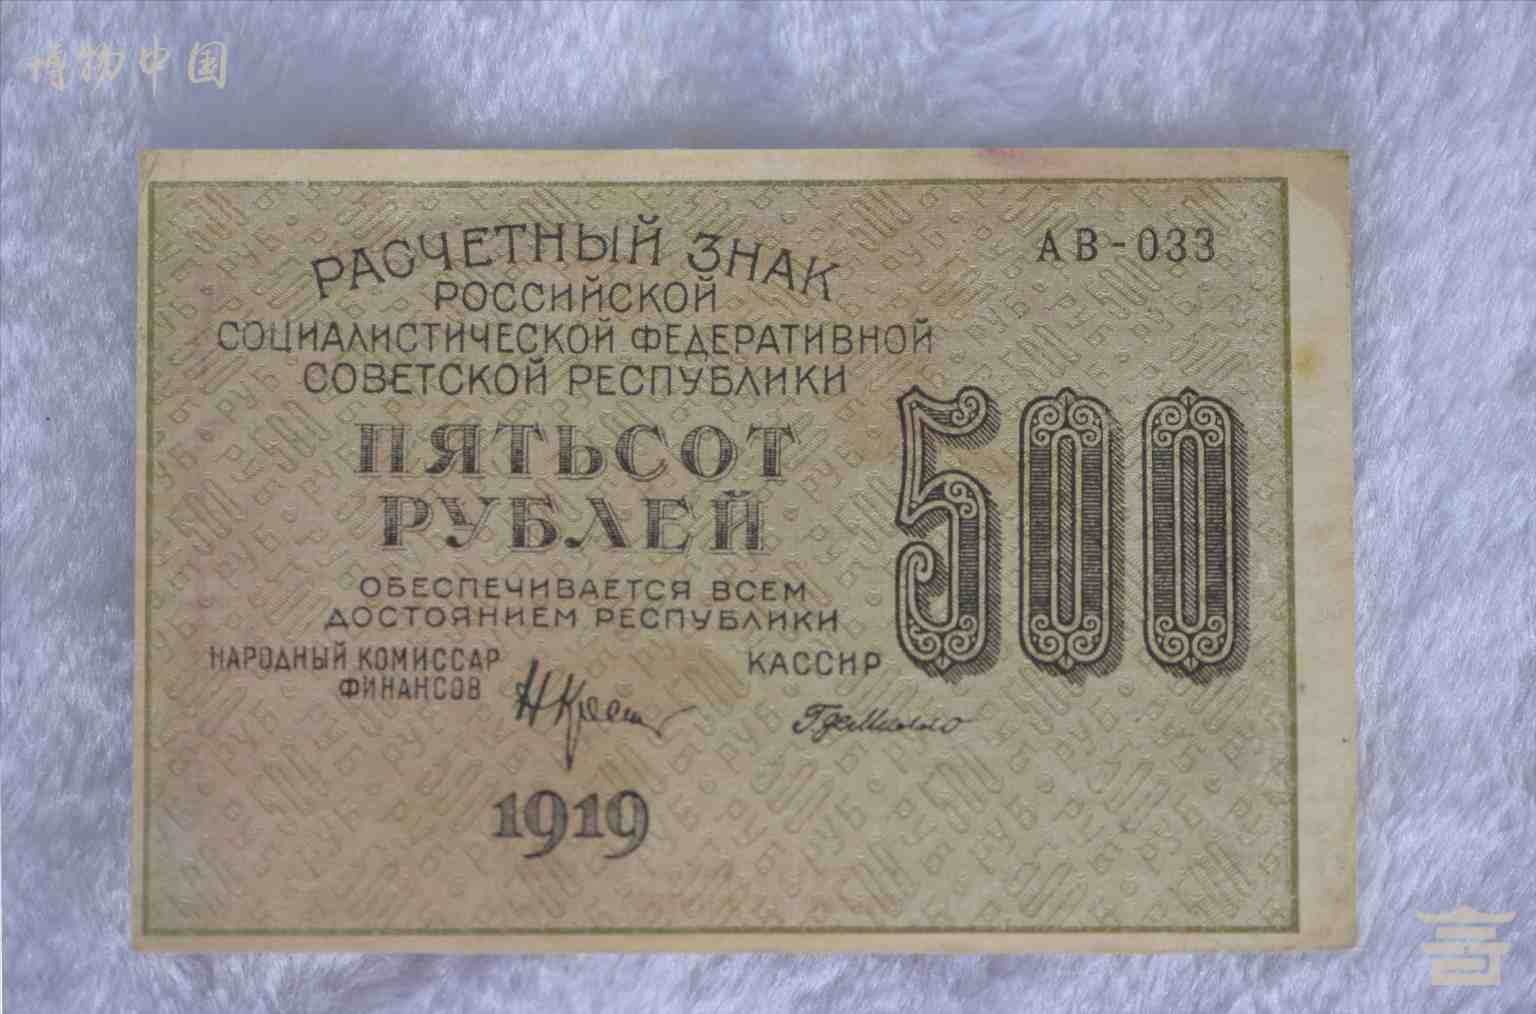 博物中国
РАСЧЕТНЫЙ ЗНАК
АВ-033
РОССИЙСКОЙ
СОЦИАЛИСТИЧЕСКОЙ ФЕДЕРАТИВНОЙ
СОВЕТСКОЙ РЕСПУБЛИКИ
500
ПЯТЬСОТ
РУБЛЕЙ
ОБЕСПЕЧИВАЕТСЯ ВСЕМ
ДОСТОЯНИЕМ РЕСПУБЛИКИ
НАРОДНЫЙ КОМИССАР
ФИНАНСОВ
КАССИР
1919